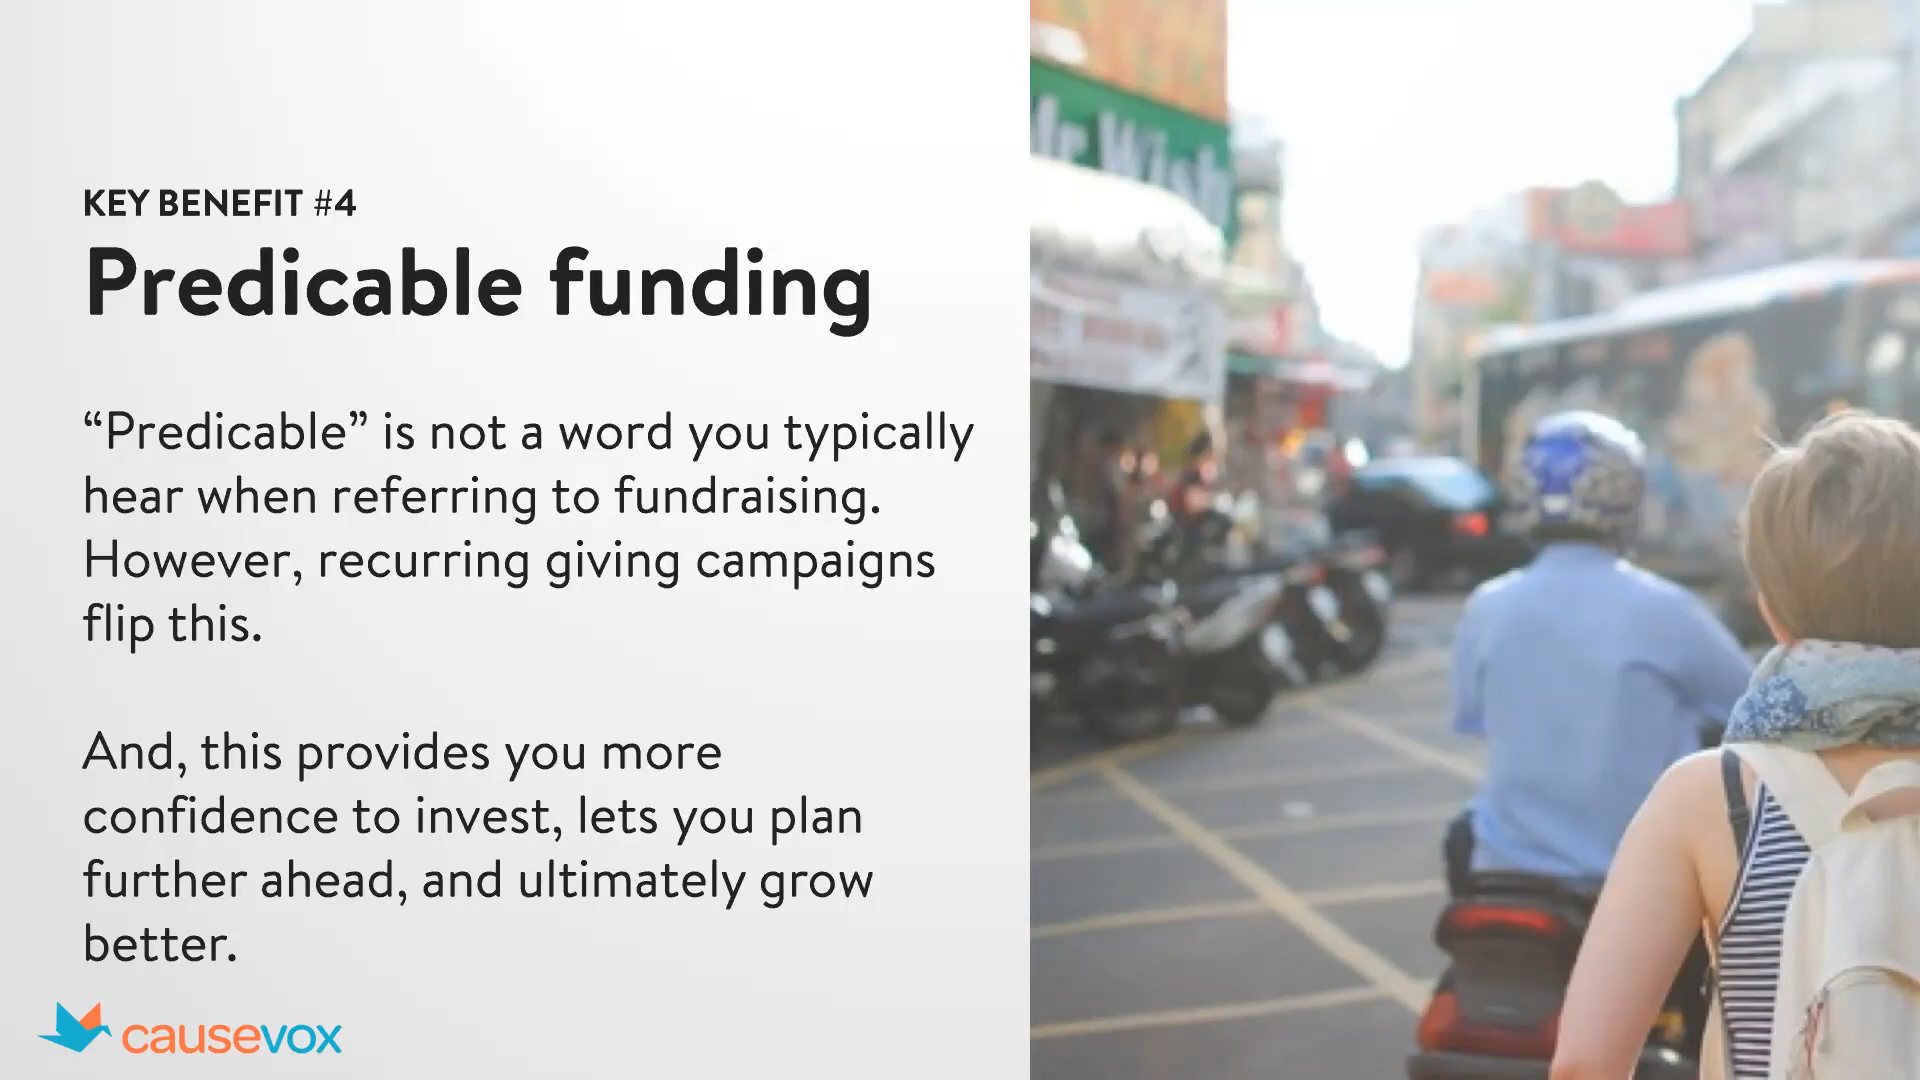 KEY BENEFIT #4
Predicable funding
“Predicable” is not a word you typically
hear when referring to fundraising.
However, recurring giving campaigns
flip this.
And, this provides you more
confidence to invest, lets you plan
further ahead, and ultimately grow
better.
causevox
Wish